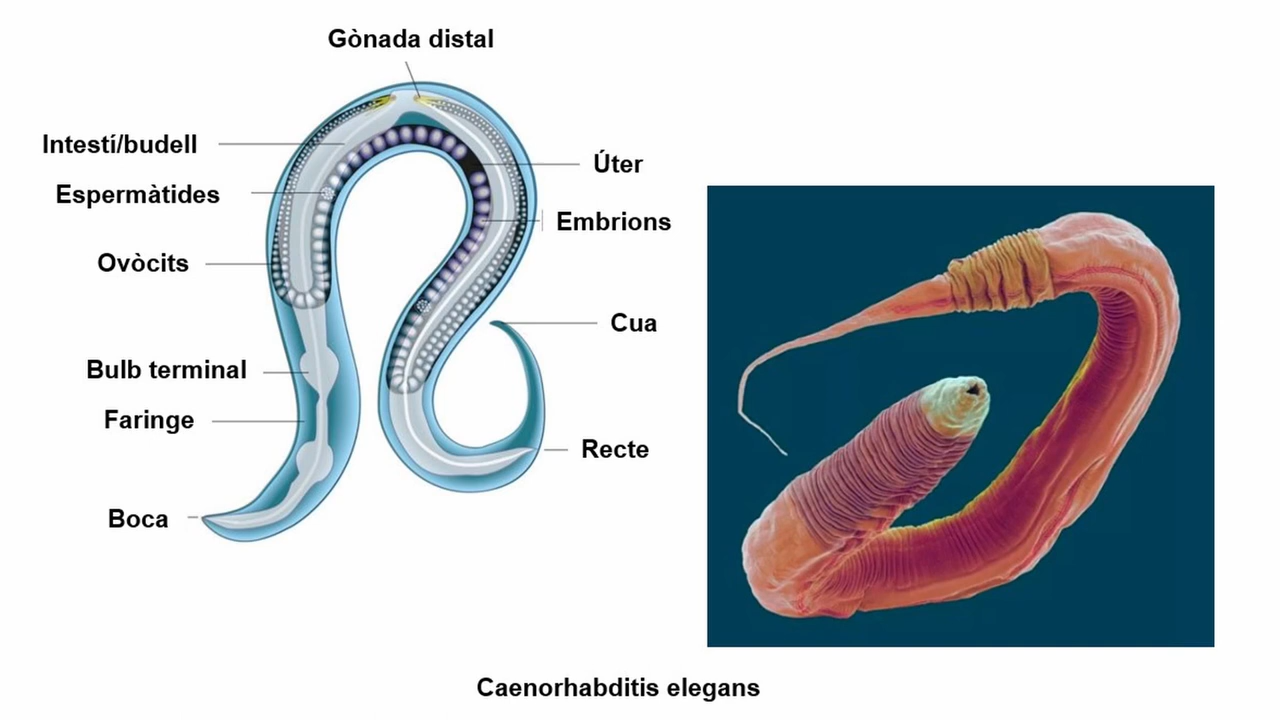 Gònada distal
Intestí/budell
Espermàtides
Ovòcits
Bulb terminal
Faringe
Boca
Úter
Embrions
Cua
Recte
Caenorhabditis elegans